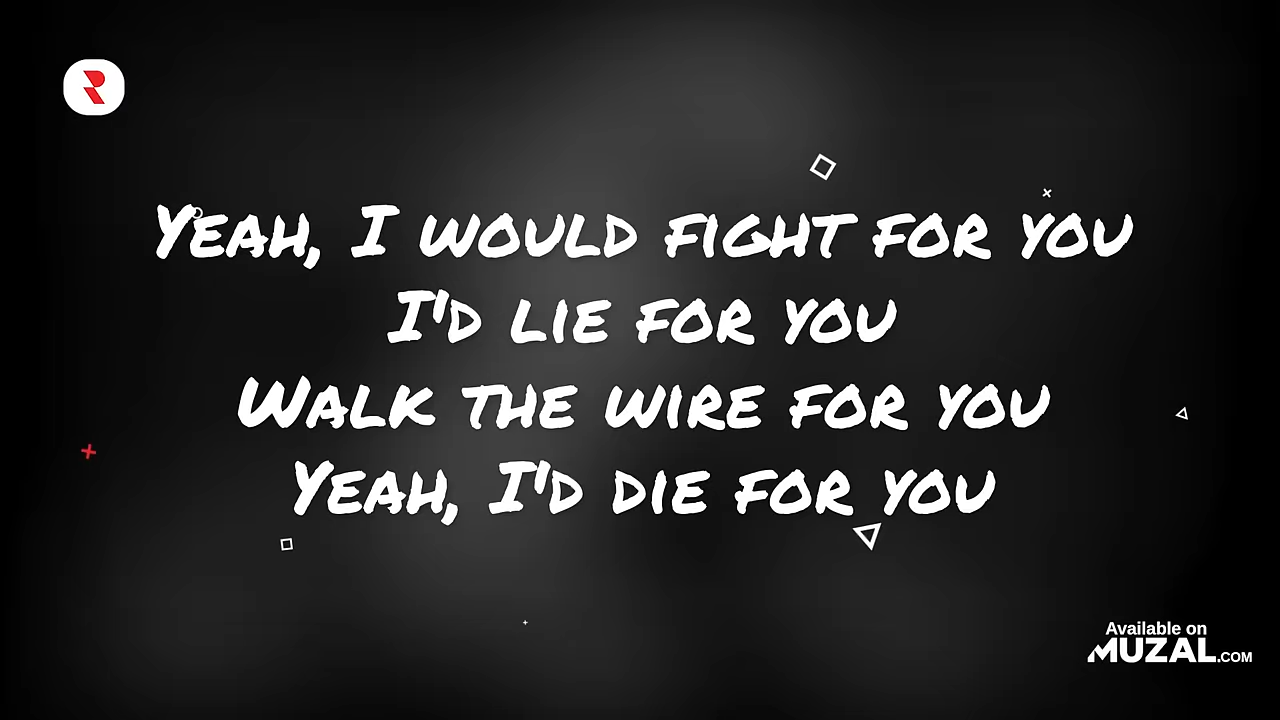 Yeah, I would fight for you
I'd lie for you
Walk the wire for you
Yeah, I'd die for you
Available on
MUZAL.COM